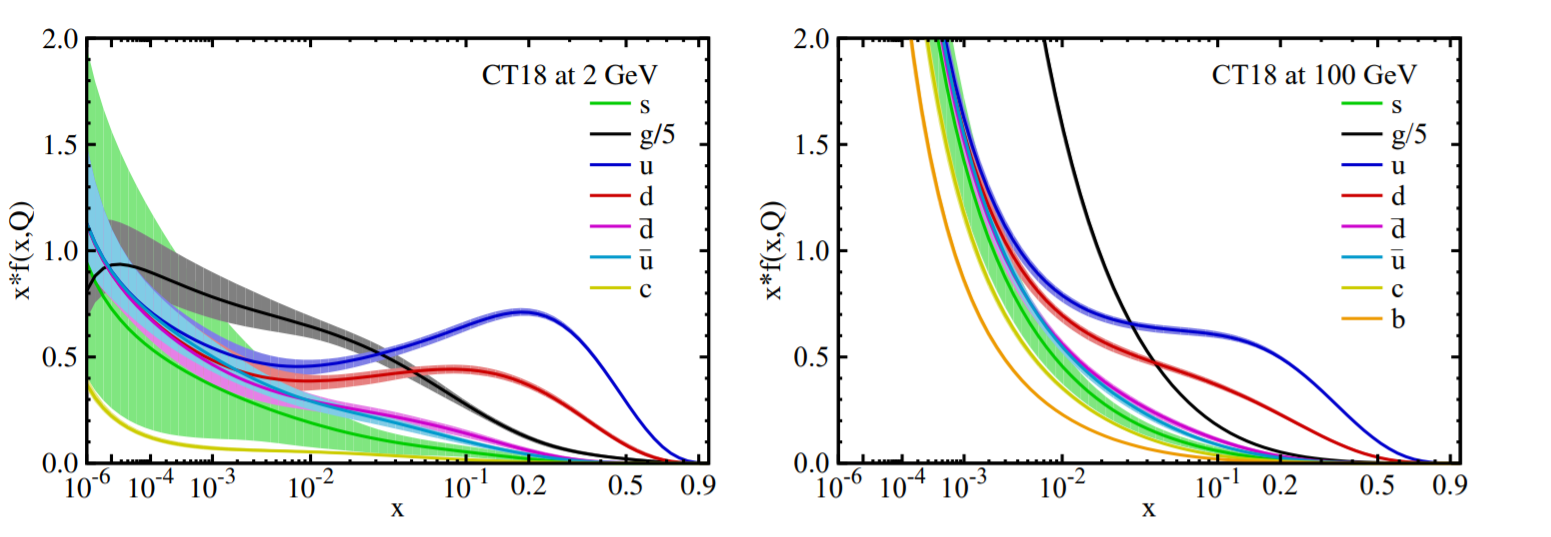 x*f(x,Q)
2.0
1.5
1.0
0.5
0.0
CT18 at 2 GeV
s
g/5
u
d
d̅
u̅
c
10⁻⁶ 10⁻⁴ 10⁻³ 10⁻² 10⁻¹ 0.2 0.5 0.9
x
x*f(x,Q)
2.0
1.5
1.0
0.5
0.0
CT18 at 100 GeV
s
g/5
u
d
d̅
u̅
c
b
10⁻⁶ 10⁻⁴ 10⁻³ 10⁻² 10⁻¹ 0.2 0.5 0.9
x